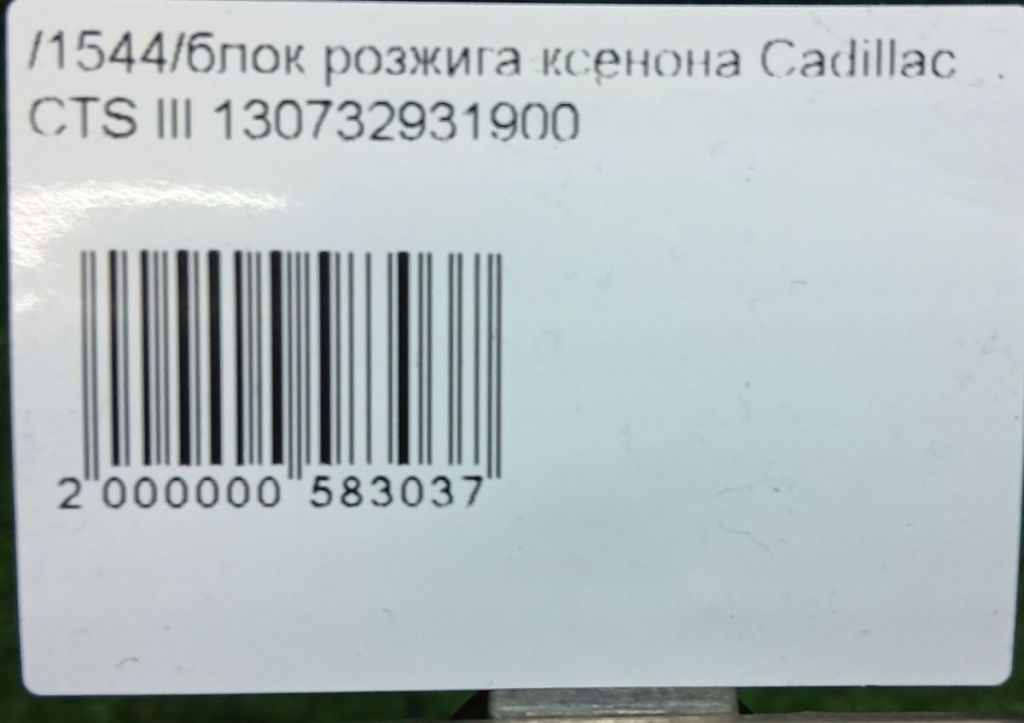 /1544/блок розжига ксенона Cadillac
CTS III 130732931900
2 000000 583037